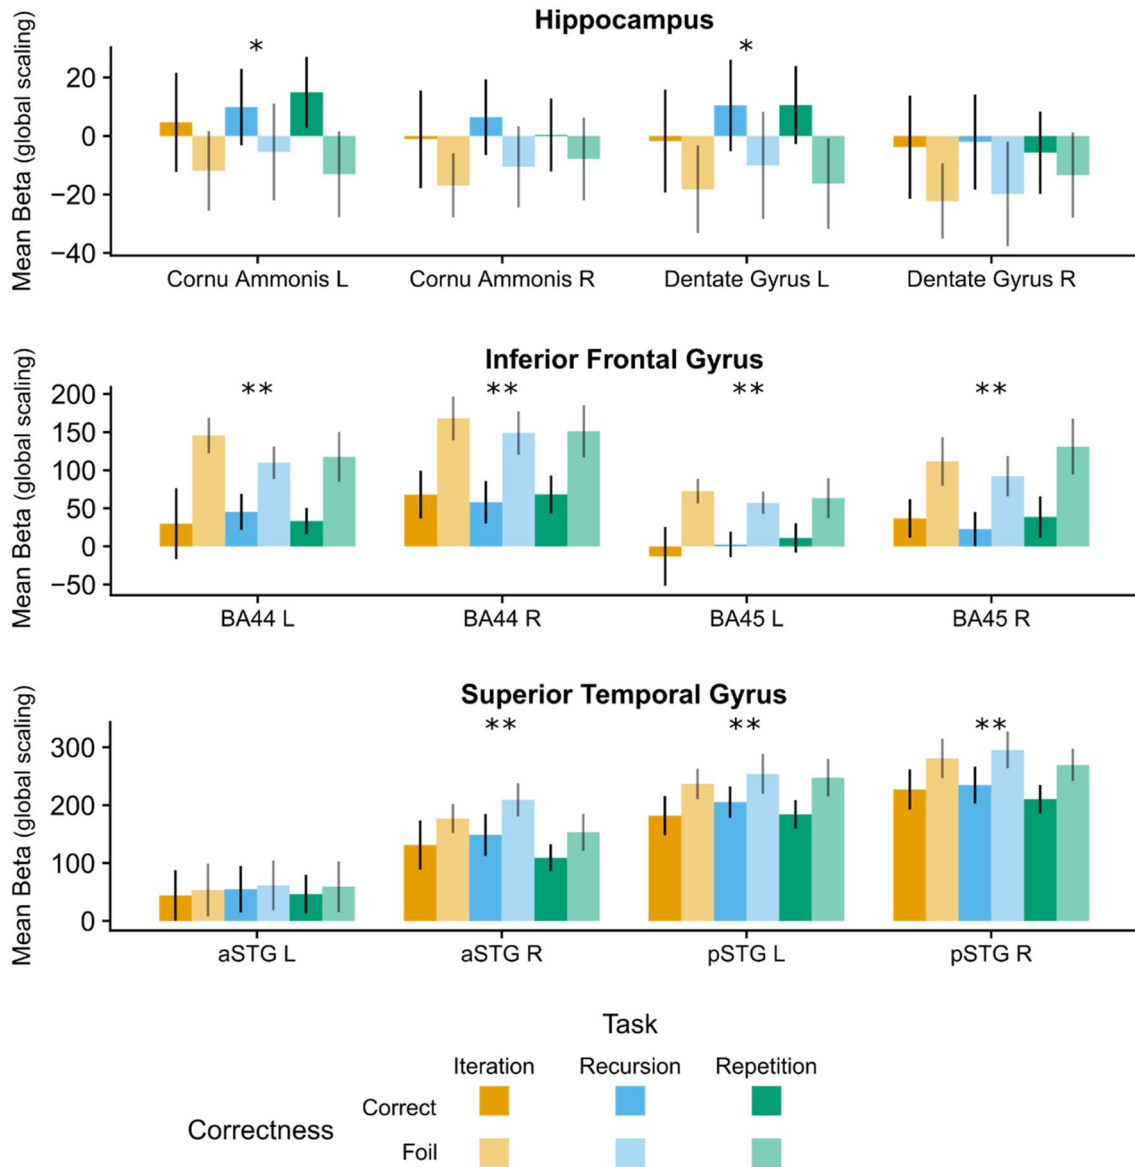 Hippocampus
Mean Beta (global scaling)
20
0
−20
−40
*
*
Cornu Ammonis L
Cornu Ammonis R
Dentate Gyrus L
Dentate Gyrus R
Inferior Frontal Gyrus
Mean Beta (global scaling)
200
150
100
50
0
−50
**
**
**
**
BA44 L
BA44 R
BA45 L
BA45 R
Superior Temporal Gyrus
Mean Beta (global scaling)
300
200
100
0
**
**
**
aSTG L
aSTG R
pSTG L
pSTG R
Task
Iteration Recursion Repetition
Correct
Correctness
Foil